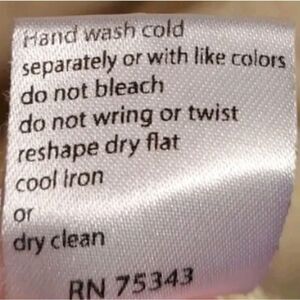 Hand wash cold
separately or with like colors
do not bleach
do not wring or twist
reshape dry flat
cool iron
or
dry clean
RN 75343